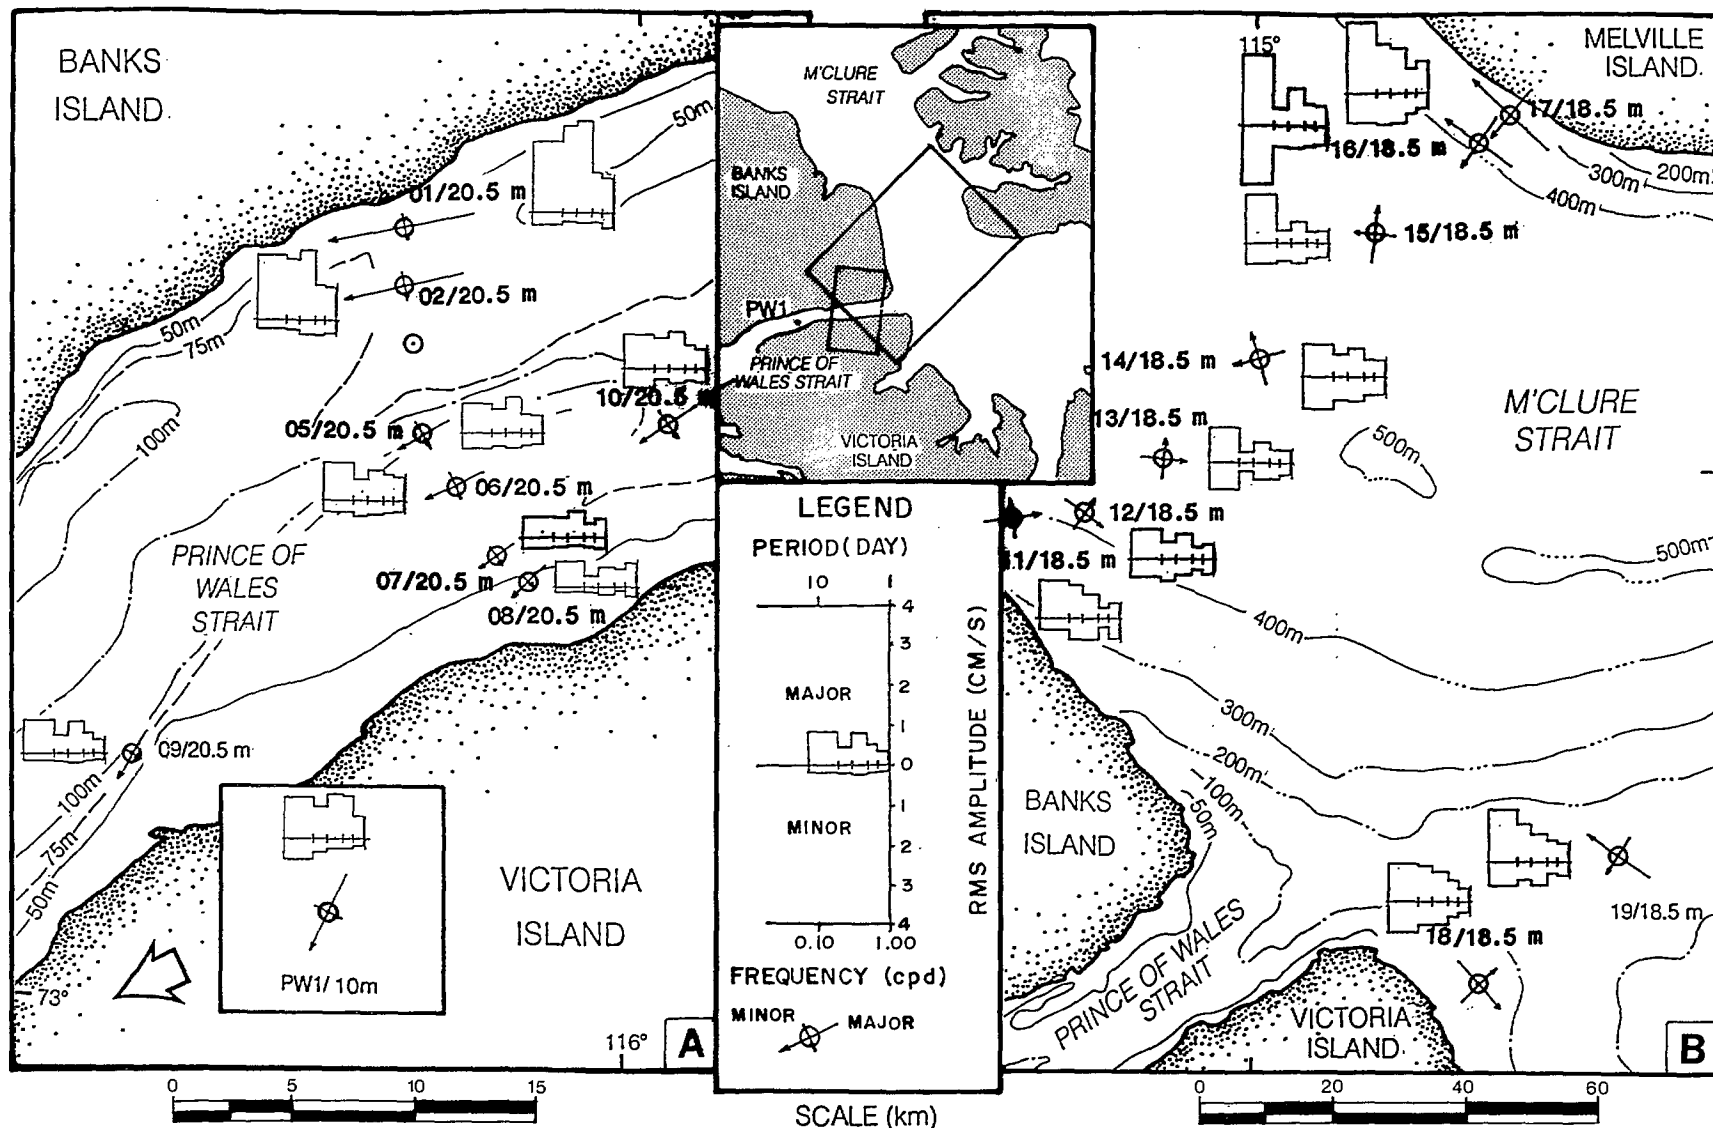 BANKS
ISLAND
50m
01/20.5 m
02/20.5 m
50m
75m
100m
05/20.5 m
10/20.5 m
06/20.5 m
PRINCE OF
WALES
STRAIT
07/20.5 m
08/20.5 m
09/20.5 m
100m
75m
50m
73°
PW1/10m
VICTORIA
ISLAND
116°
A
0 5 10 15
M'CLURE
STRAIT
BANKS
ISLAND
PW1
PRINCE OF
WALES STRAIT
VICTORIA
ISLAND
LEGEND
PERIOD (DAY)
10 1
4
3
2
1
0
1
2
3
4
MAJOR
MINOR
RMS AMPLITUDE (CM/S)
0.10 1.00
FREQUENCY (cpd)
MINOR MAJOR
SCALE (km)
115°
MELVILLE
ISLAND
17/18.5 m
16/18.5 m
200m
300m
400m
15/18.5 m
14/18.5 m
13/18.5 m
M'CLURE
STRAIT
500m
12/18.5 m
11/18.5 m
500m
400m
300m
200m
100m
50m
BANKS
ISLAND
PRINCE OF WALES
STRAIT
19/18.5 m
18/18.5 m
VICTORIA
ISLAND
B
0 20 40 60